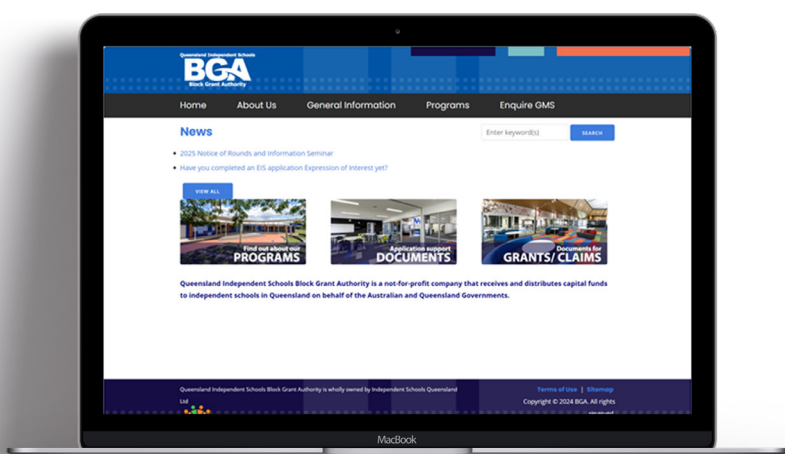 Queensland Independent Schools
BGA
Block Grant Authority
Home About Us General Information Programs Enquire GMS
News
Enter keyword(s) SEARCH
2025 Notice of Rounds and Information Seminar
Have you completed an EIS application Expression of Interest yet?
VIEW ALL
Find out about our
PROGRAMS
Application support
DOCUMENTS
Documents for
GRANTS/ CLAIMS
Queensland Independent Schools Block Grant Authority is a not-for-profit company that receives and distributes capital funds
to independent schools in Queensland on behalf of the Australian and Queensland Governments.
Queensland Independent Schools Block Grant Authority is wholly owned by Independent Schools Queensland
Ltd
Terms of Use | Sitemap
Copyright © 2024 BGA. All rights
MacBook